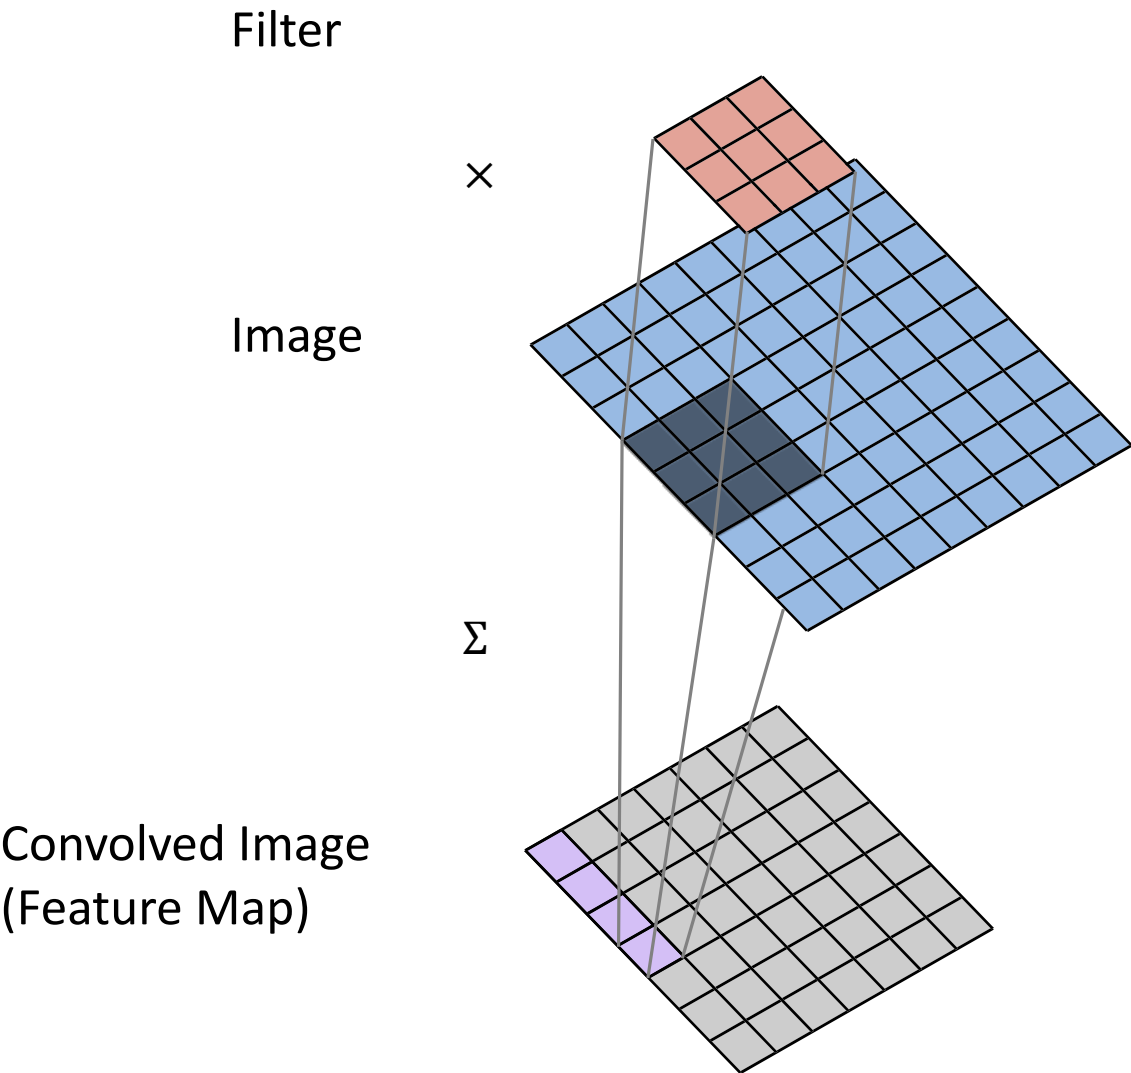 Filter
×
Image
Σ
Convolved Image
(Feature Map)